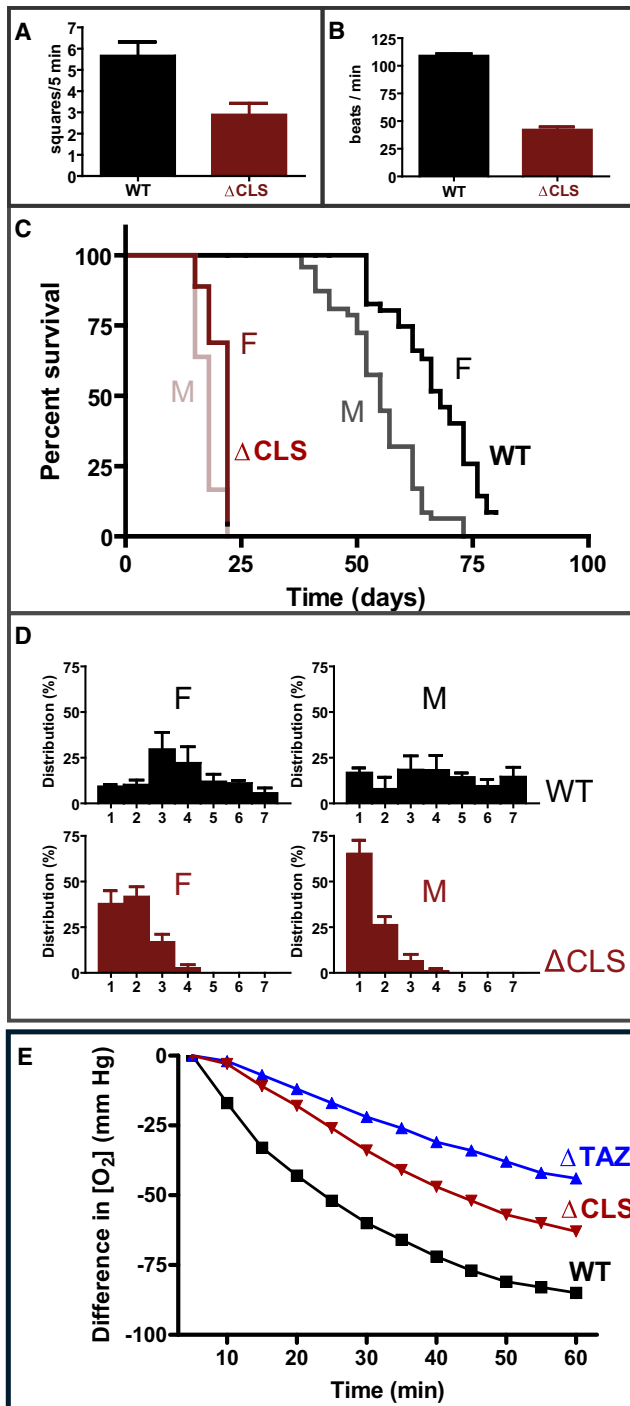 A
squares/5 min
7
6
5
4
3
2
1
0
WT
ΔCLS
B
beats / min
125
100
75
50
25
0
WT
ΔCLS
C
Percent survival
100
75
50
25
0
F
M
ΔCLS
F
M
WT
0
25
50
75
100
Time (days)
D
Distribution (%)
75
50
25
0
F
1 2 3 4 5 6 7
Distribution (%)
75
50
25
0
M
1 2 3 4 5 6 7
WT
Distribution (%)
75
50
25
0
F
1 2 3 4 5 6 7
Distribution (%)
75
50
25
0
M
1 2 3 4 5 6 7
ΔCLS
E
Difference in [O₂] (mm Hg)
0
-25
-50
-75
-100
ΔTAZ
ΔCLS
WT
10 20 30 40 50 60
Time (min)